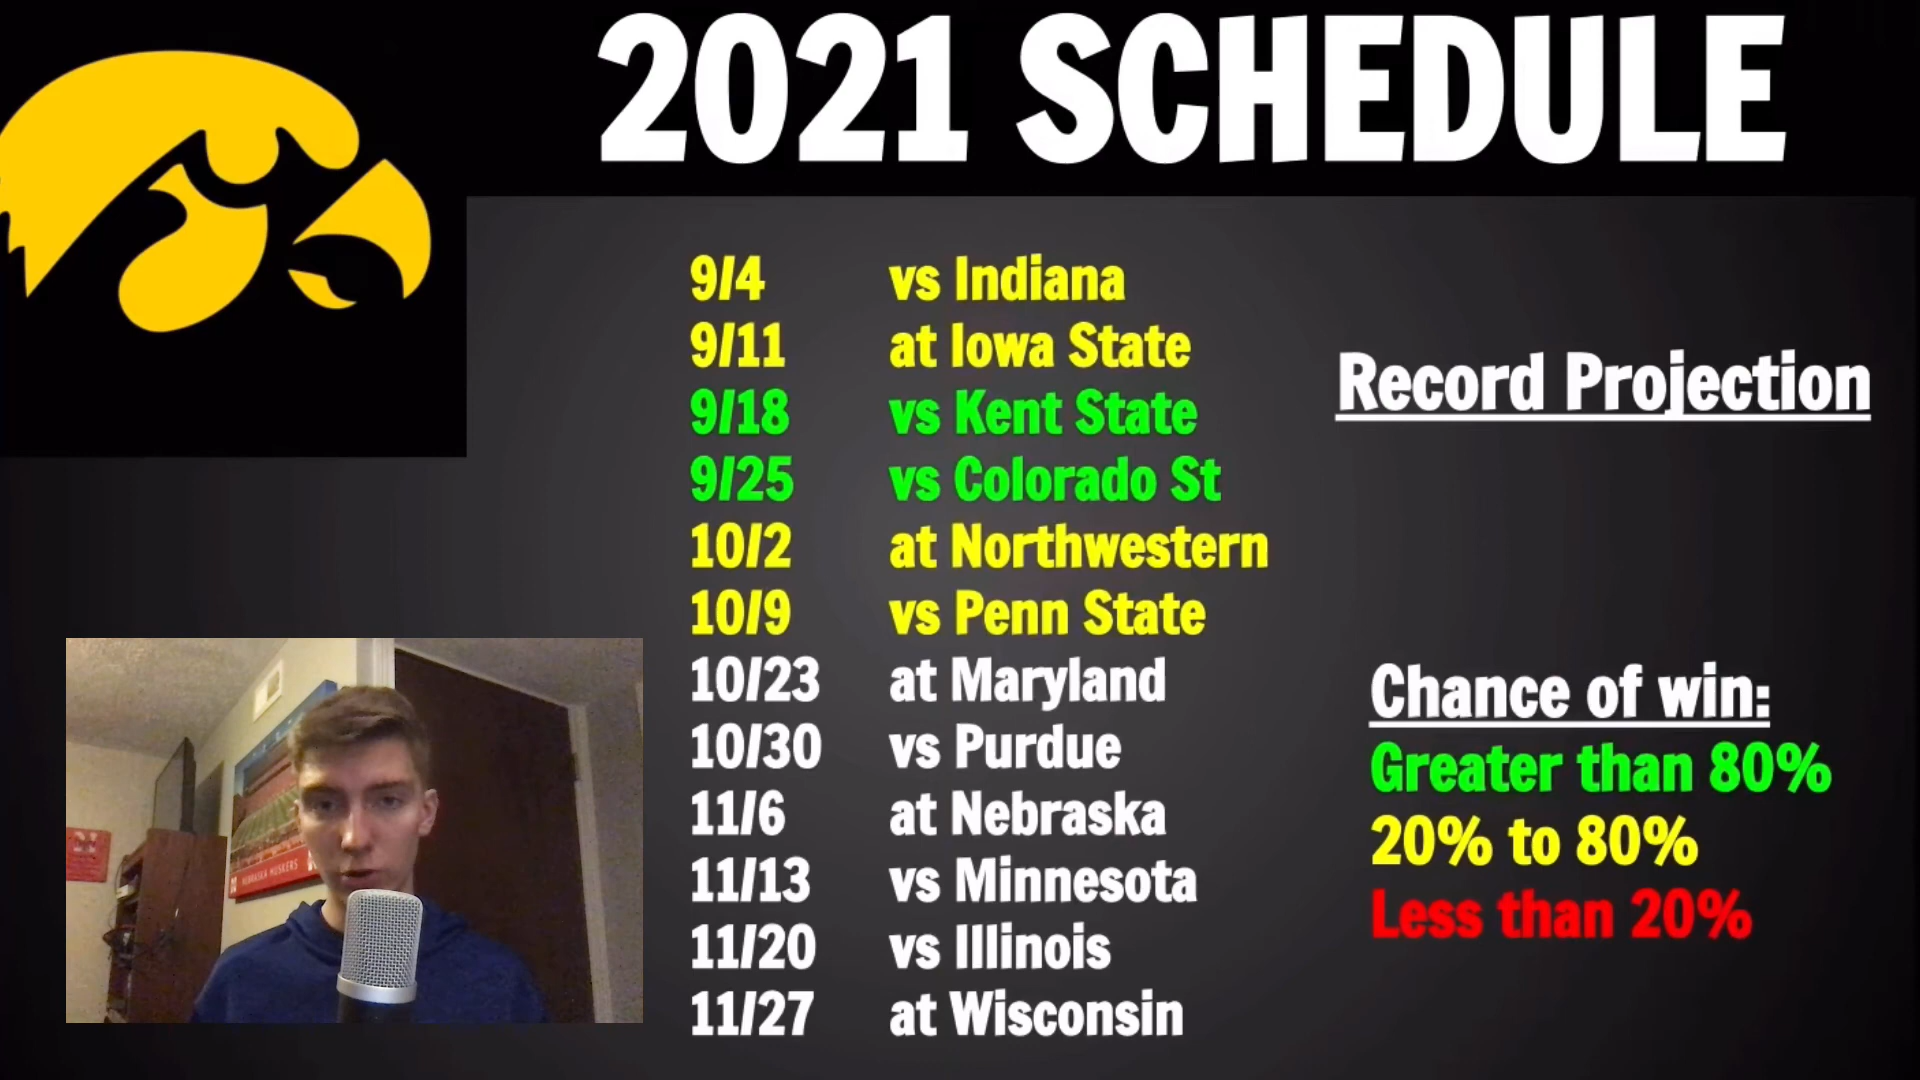 2021 SCHEDULE
9/4 vs Indiana
9/11 at Iowa State
9/18 vs Kent State
9/25 vs Colorado St
10/2 at Northwestern
10/9 vs Penn State
10/23 at Maryland
10/30 vs Purdue
11/6 at Nebraska
11/13 vs Minnesota
11/20 vs Illinois
11/27 at Wisconsin
Record Projection
Chance of win:
Greater than 80%
20% to 80%
Less than 20%
NEBRASKA HUSKERS